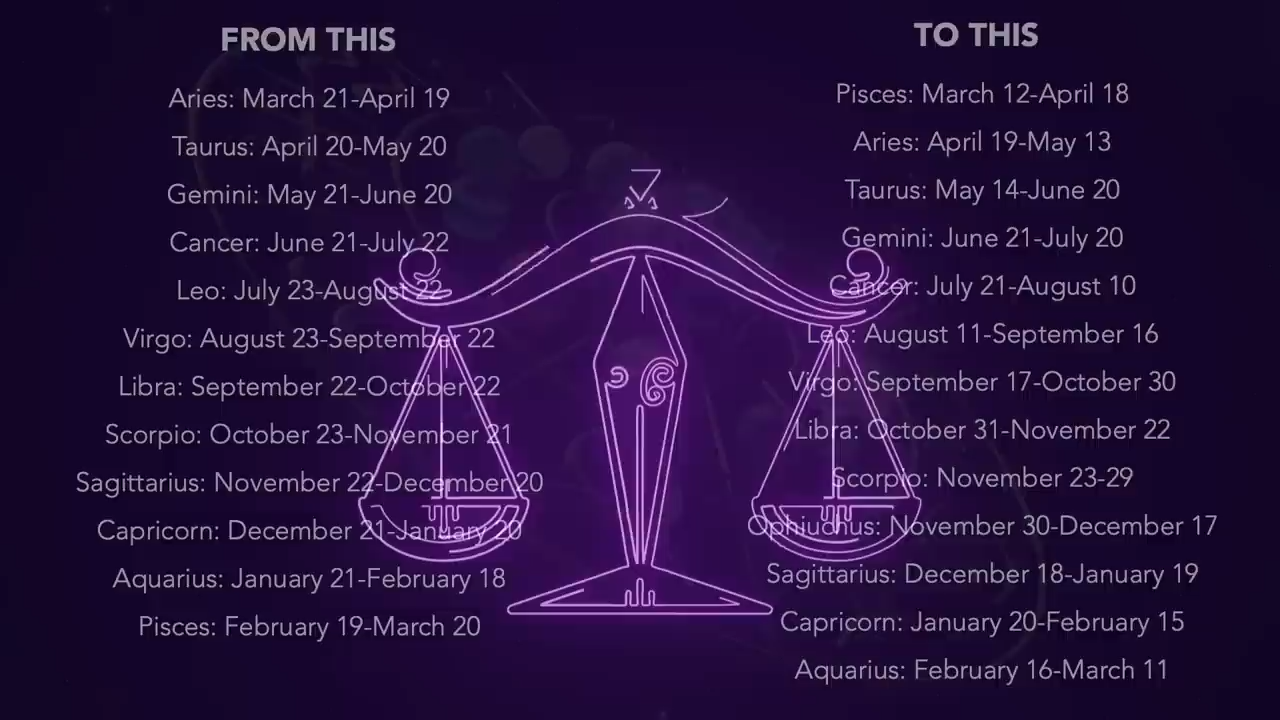 FROM THIS
Aries: March 21-April 19
Taurus: April 20-May 20
Gemini: May 21-June 20
Cancer: June 21-July 22
Leo: July 23-August 22
Virgo: August 23-September 22
Libra: September 22-October 22
Scorpio: October 23-November 21
Sagittarius: November 22-December 20
Capricorn: December 21-January 20
Aquarius: January 21-February 18
Pisces: February 19-March 20
TO THIS
Pisces: March 12-April 18
Aries: April 19-May 13
Taurus: May 14-June 20
Gemini: June 21-July 20
Cancer: July 21-August 10
Leo: August 11-September 16
Virgo: September 17-October 30
Libra: October 31-November 22
Scorpio: November 23-29
Ophiuchus: November 30-December 17
Sagittarius: December 18-January 19
Capricorn: January 20-February 15
Aquarius: February 16-March 11